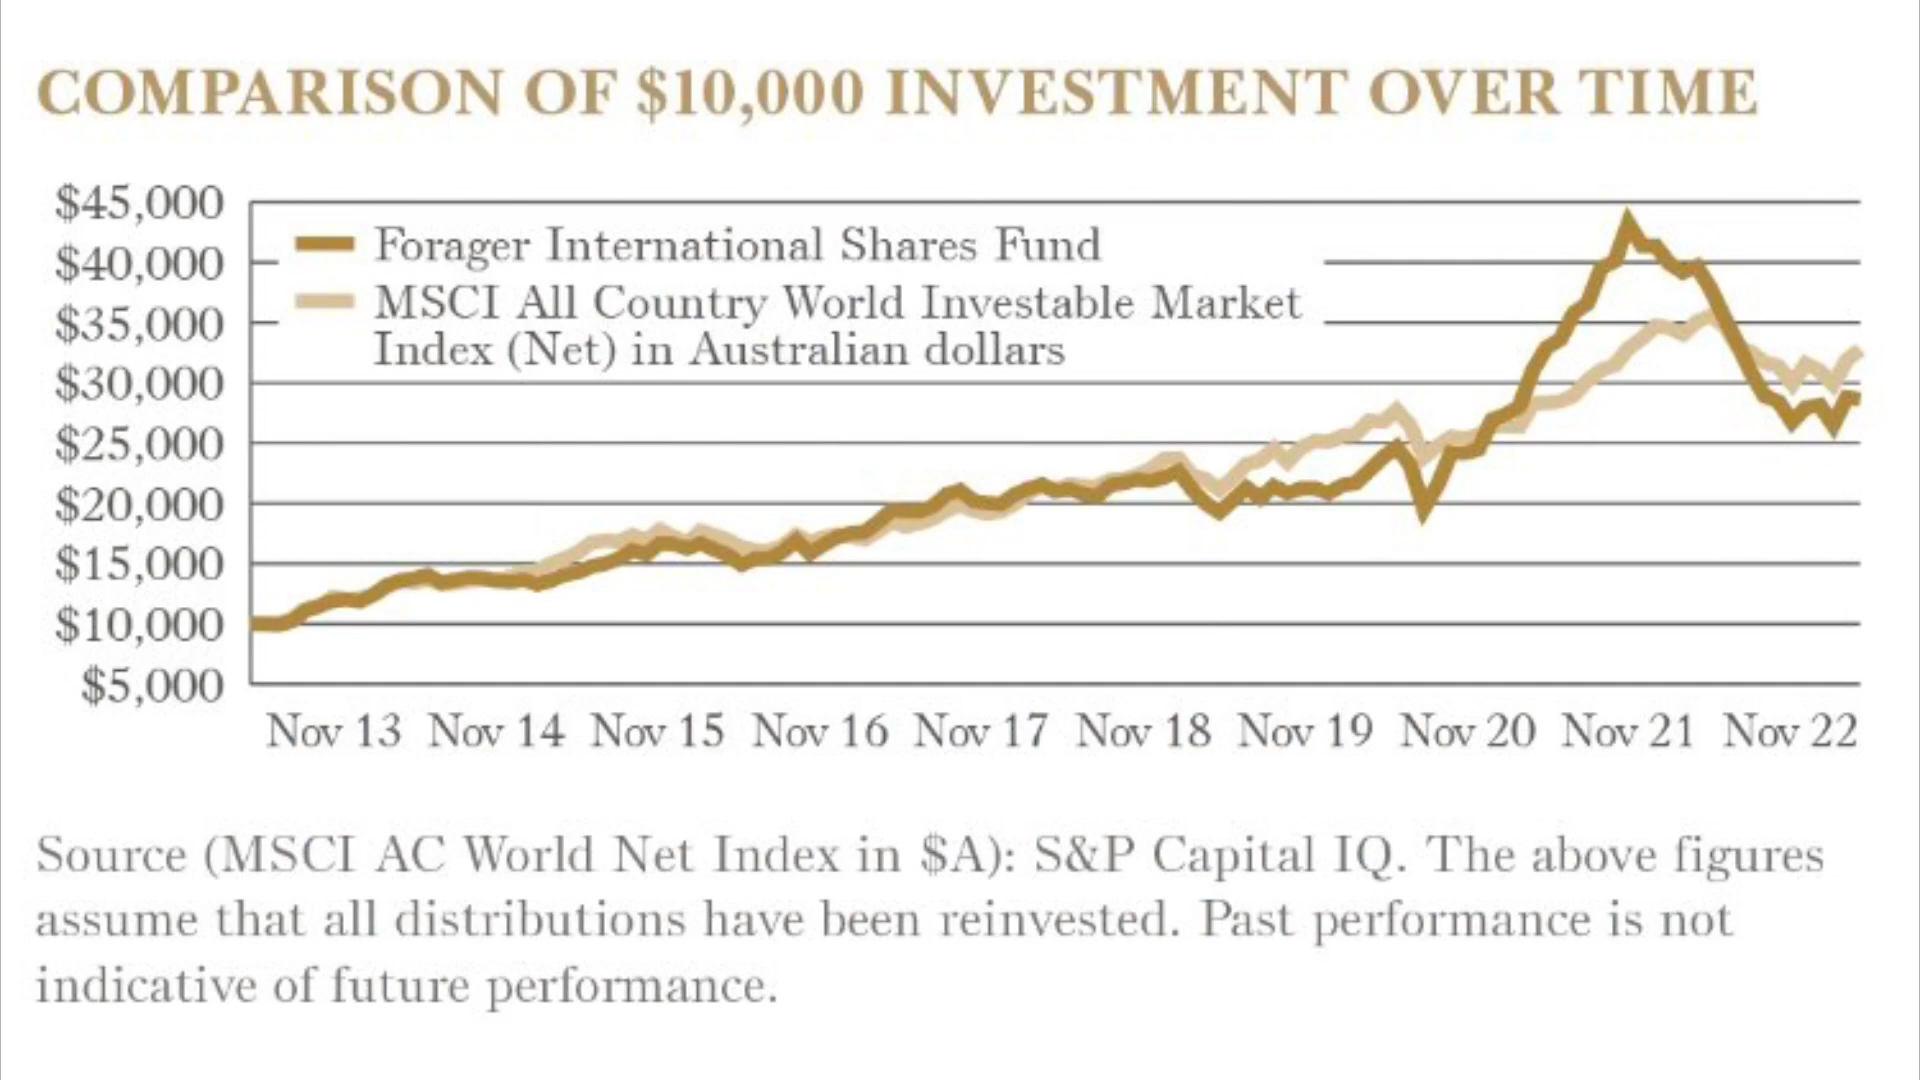 COMPARISON OF $10,000 INVESTMENT OVER TIME
$45,000
$40,000
$35,000
$30,000
$25,000
$20,000
$15,000
$10,000
$5,000
Forager International Shares Fund
MSCI All Country World Investable Market
Index (Net) in Australian dollars
Nov 13 Nov 14 Nov 15 Nov 16 Nov 17 Nov 18 Nov 19 Nov 20 Nov 21 Nov 22
Source (MSCI AC World Net Index in $A): S&P Capital IQ. The above figures
assume that all distributions have been reinvested. Past performance is not
indicative of future performance.